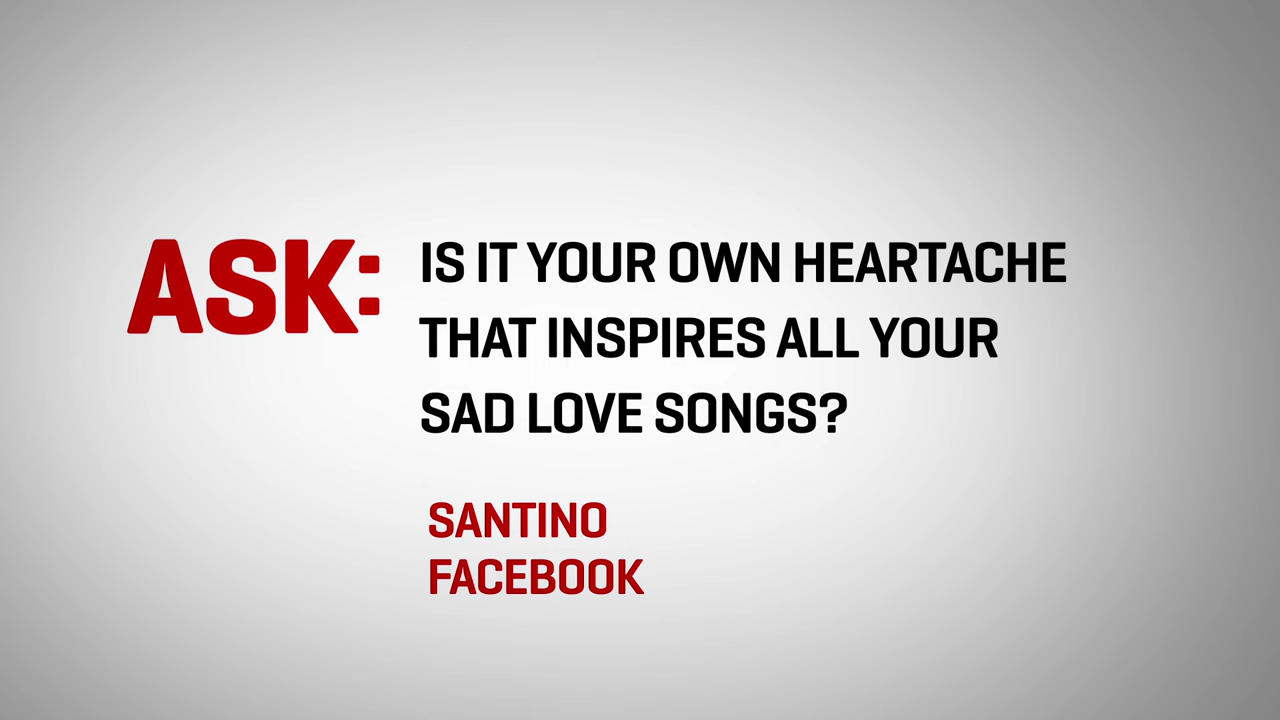 ASK: IS IT YOUR OWN HEARTACHE
THAT INSPIRES ALL YOUR
SAD LOVE SONGS?
SANTINO
FACEBOOK